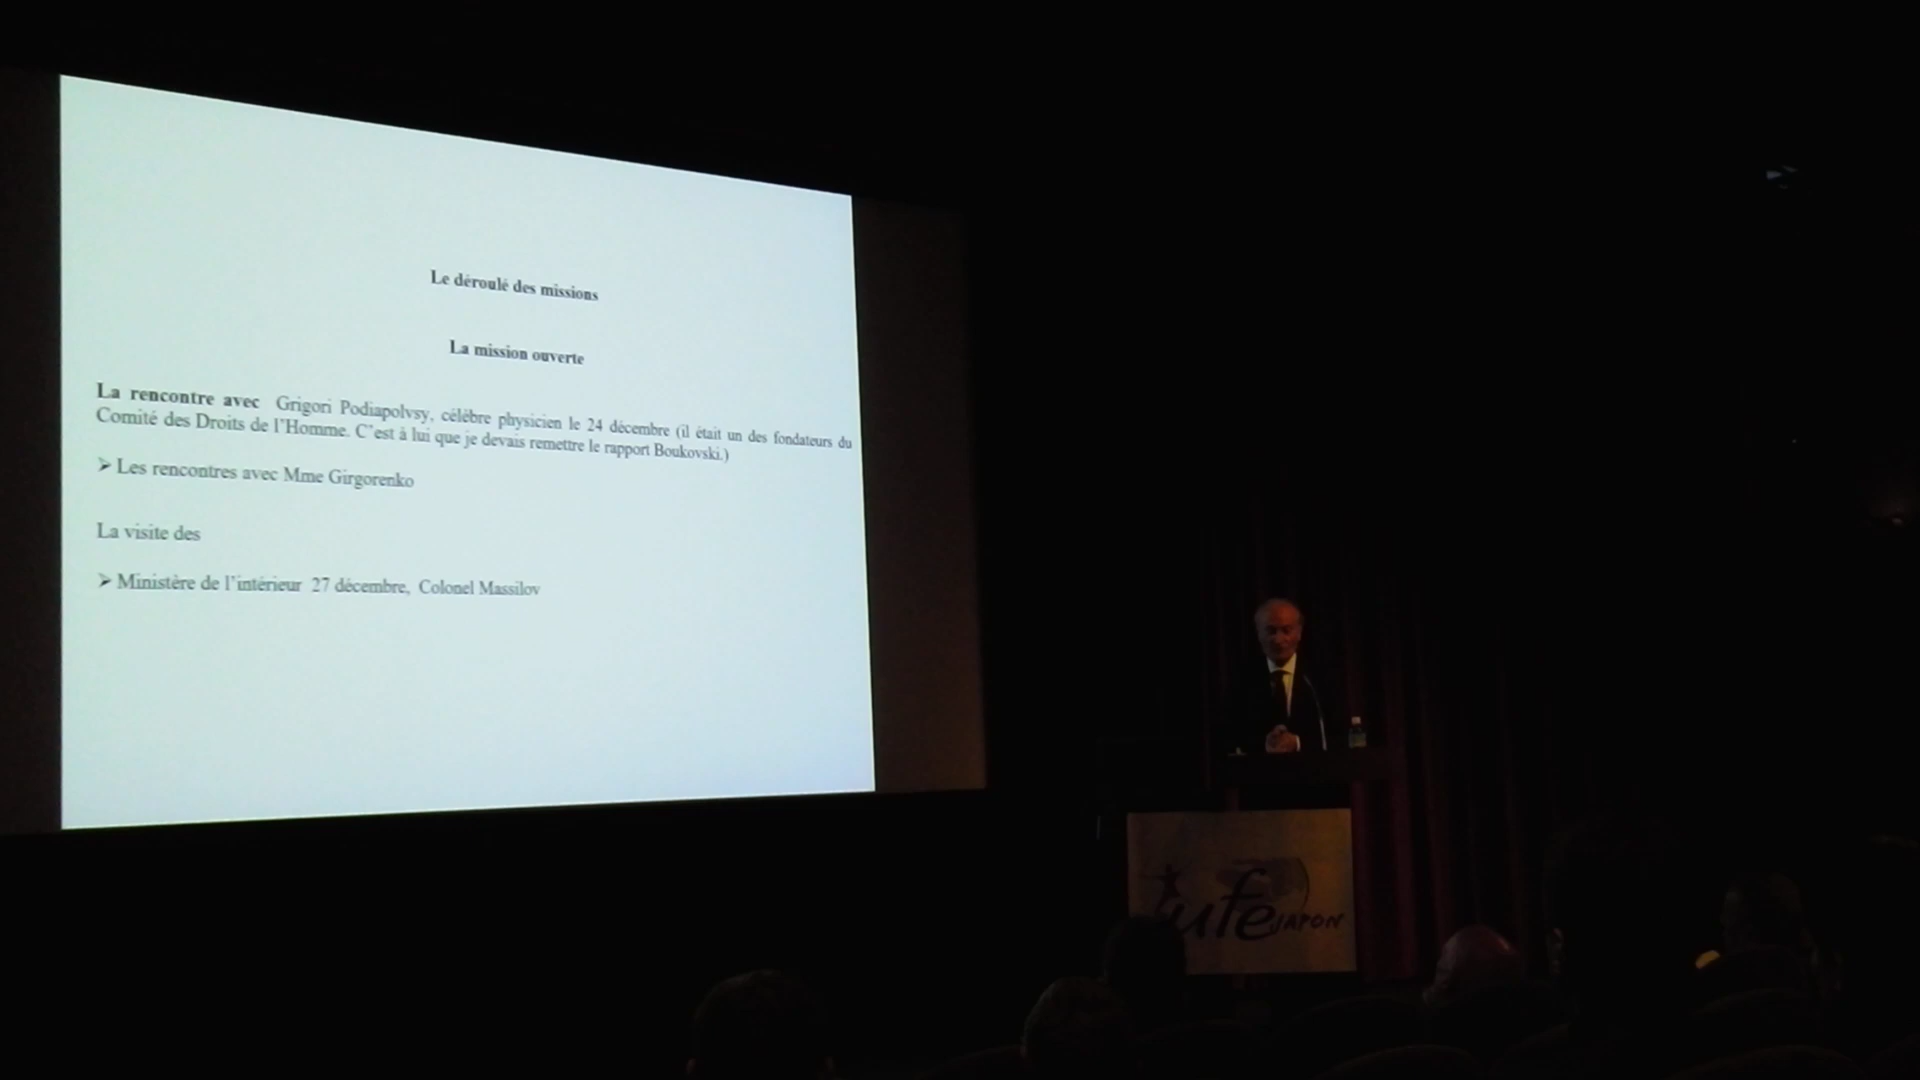 Le déroulé des missions
La mission ouverte
La rencontre avec Grigori Podiapolvsy, célèbre physicien le 24 décembre (il était un des fondateurs du
Comité des Droits de l'Homme. C'est à lui que je devais remettre le rapport Boukovski.)
➢ Les rencontres avec Mme Girgorenko
La visite des
➢ Ministère de l'intérieur 27 décembre, Colonel Massilov
ufe JAPON